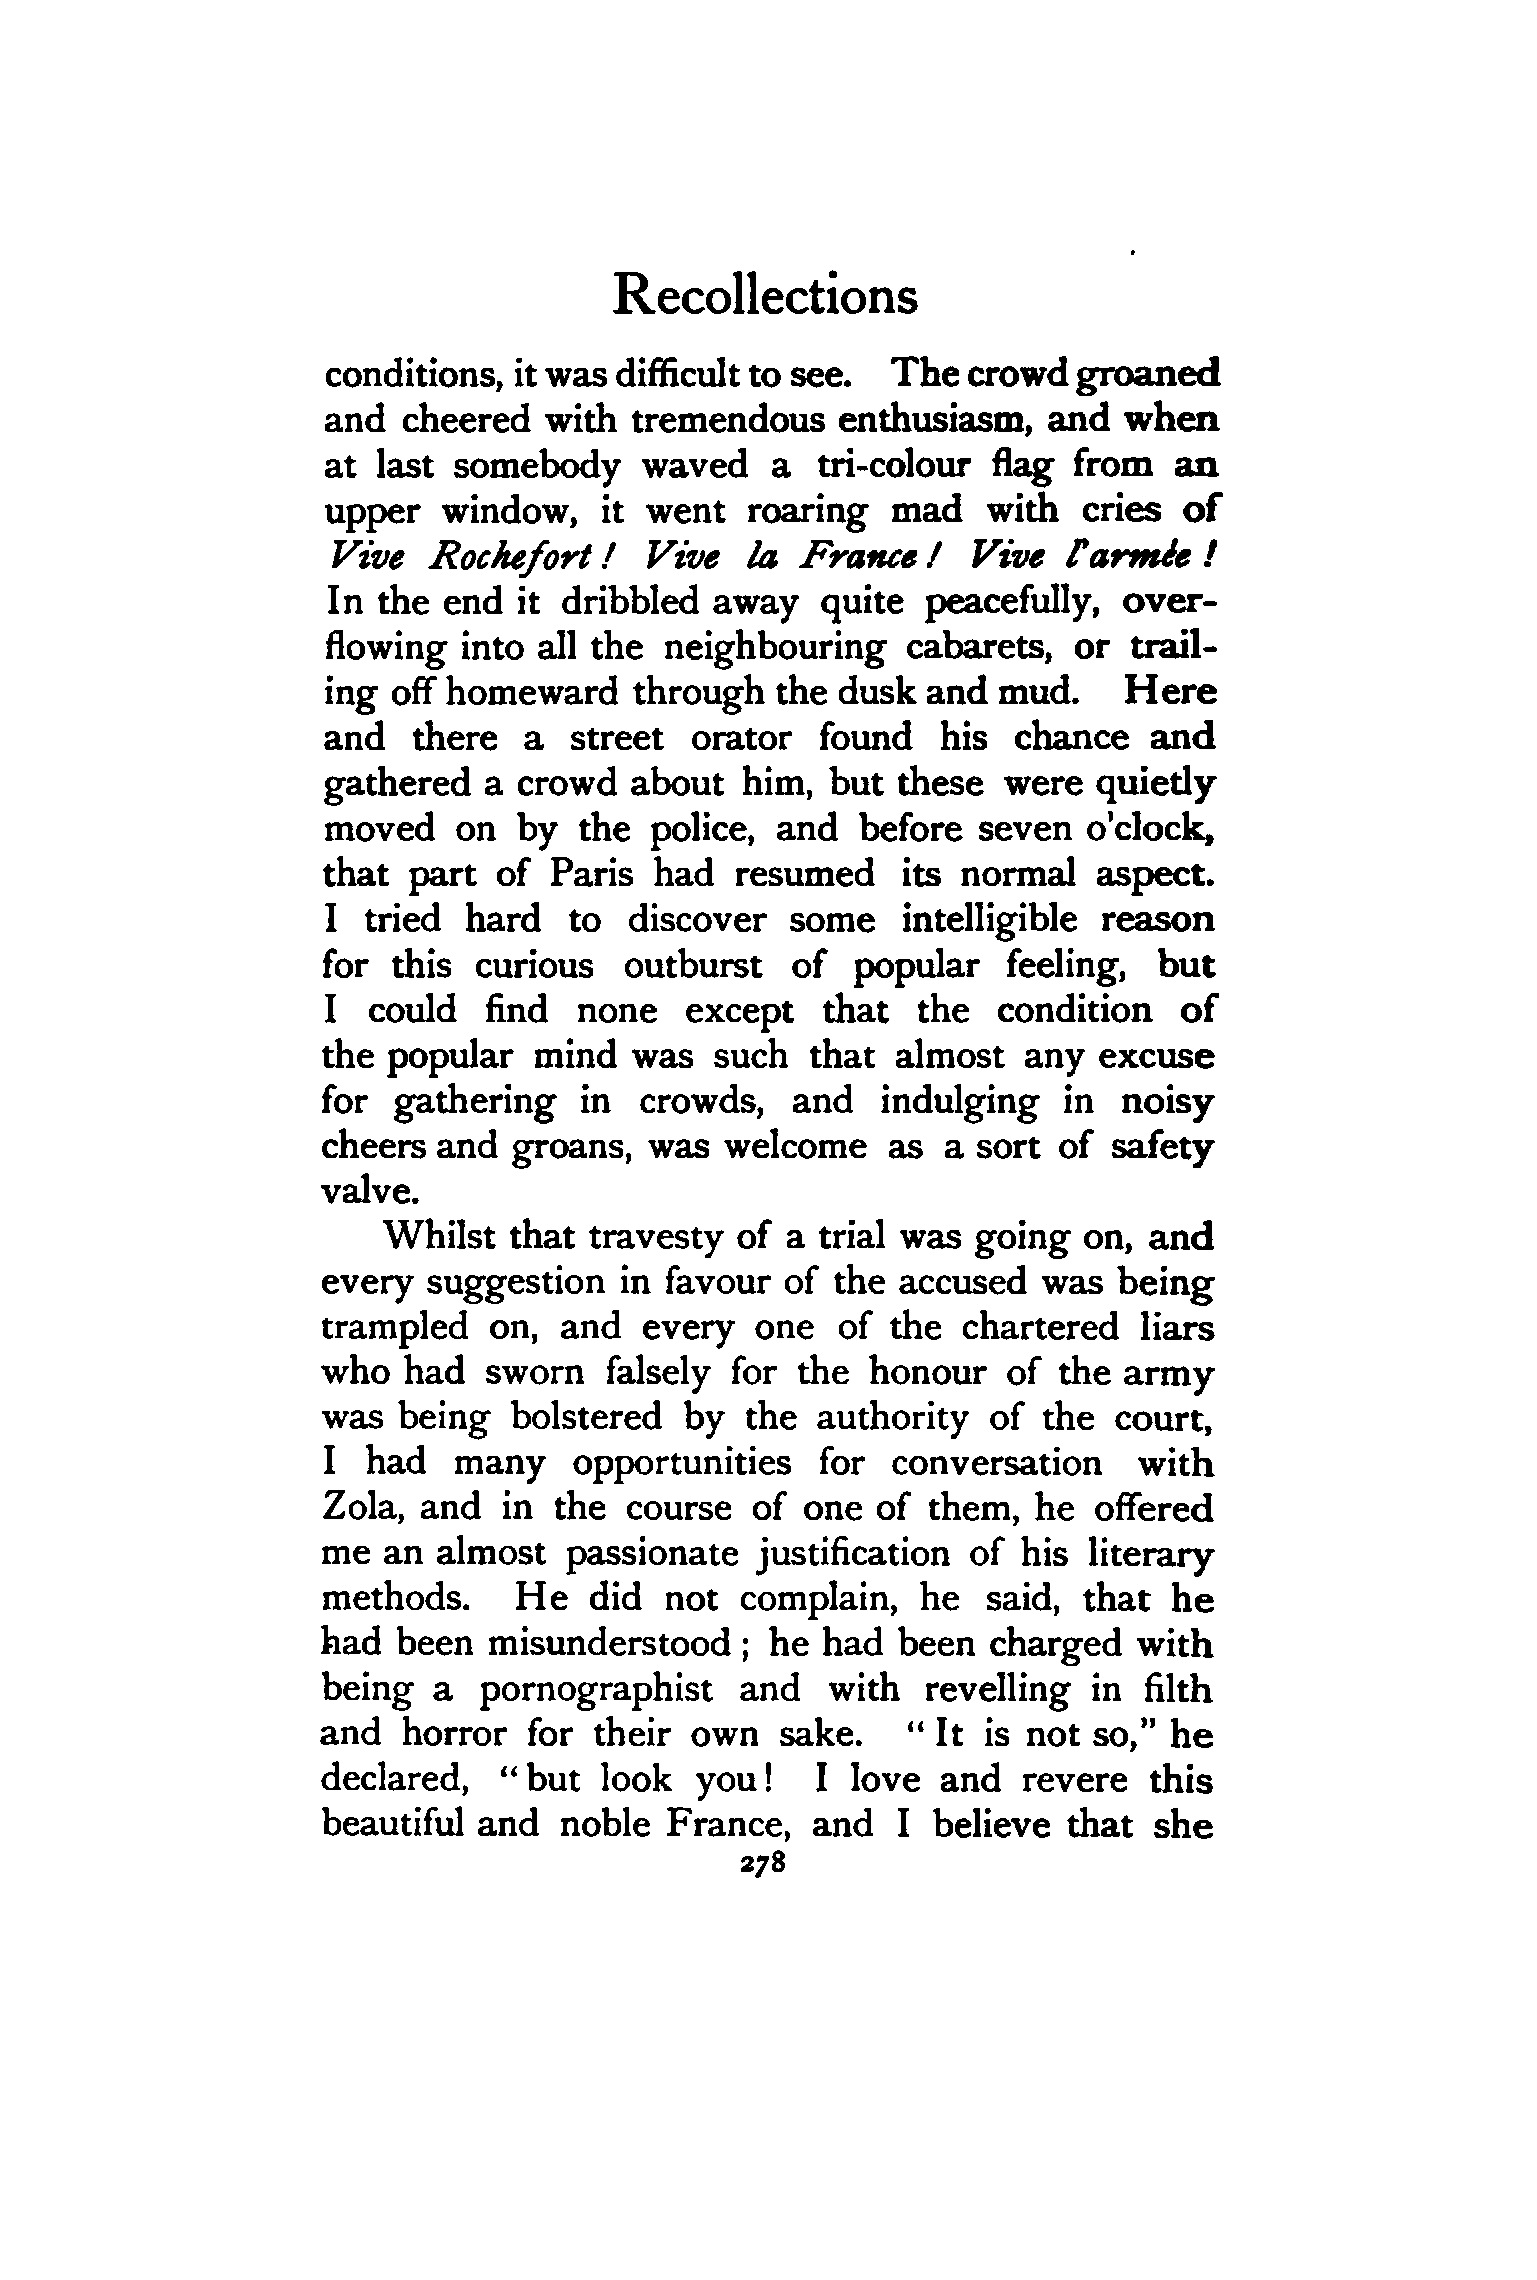 Recollections
conditions, it was difficult to see. The crowd groaned
and cheered with tremendous enthusiasm, and when
at last somebody waved a tri-colour flag from an
upper window, it went roaring mad with cries of
Vive Rochefort! Vive la France! Vive l'armée!
In the end it dribbled away quite peacefully, over-
flowing into all the neighbouring cabarets, or trail-
ing off homeward through the dusk and mud. Here
and there a street orator found his chance and
gathered a crowd about him, but these were quietly
moved on by the police, and before seven o'clock,
that part of Paris had resumed its normal aspect.
I tried hard to discover some intelligible reason
for this curious outburst of popular feeling, but
I could find none except that the condition of
the popular mind was such that almost any excuse
for gathering in crowds, and indulging in noisy
cheers and groans, was welcome as a sort of safety
valve.
Whilst that travesty of a trial was going on, and
every suggestion in favour of the accused was being
trampled on, and every one of the chartered liars
who had sworn falsely for the honour of the army
was being bolstered by the authority of the court,
I had many opportunities for conversation with
Zola, and in the course of one of them, he offered
me an almost passionate justification of his literary
methods. He did not complain, he said, that he
had been misunderstood; he had been charged with
being a pornographist and with revelling in filth
and horror for their own sake. "It is not so," he
declared, "but look you! I love and revere this
beautiful and noble France, and I believe that she
278